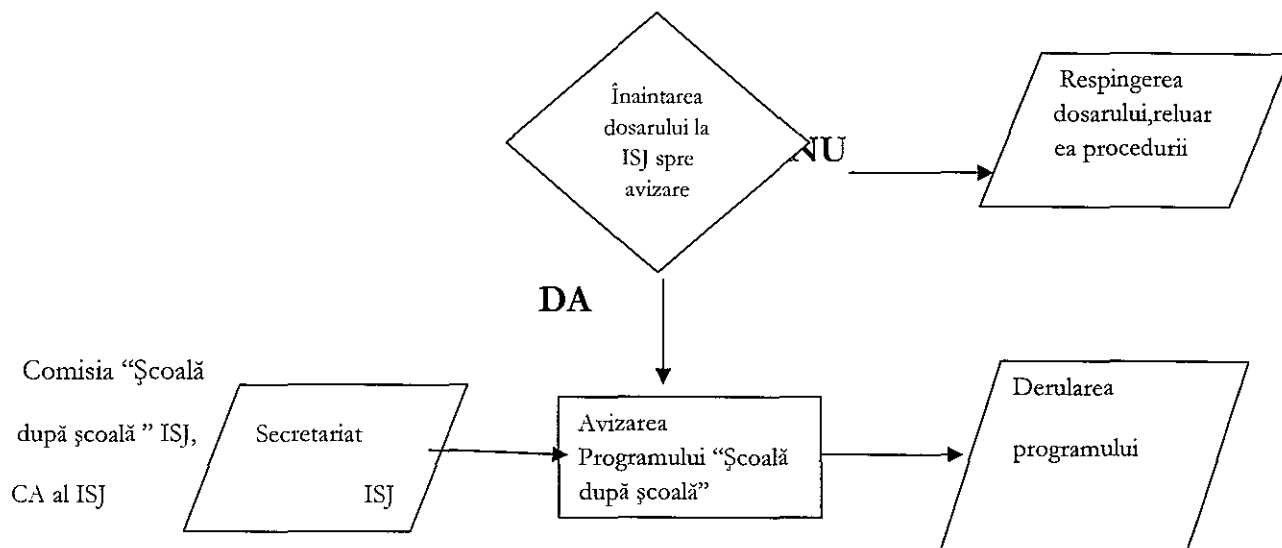 Înaintarea
dosarului la
ISJ spre
avizare
NU
Respingerea
dosarului,reluar
ea procedurii
DA
Comisia “Şcoală
după şcoală ” ISJ,
CA al ISJ
Secretariat
ISJ
Avizarea
Programului “Şcoală
după şcoală”
Derularea
programului